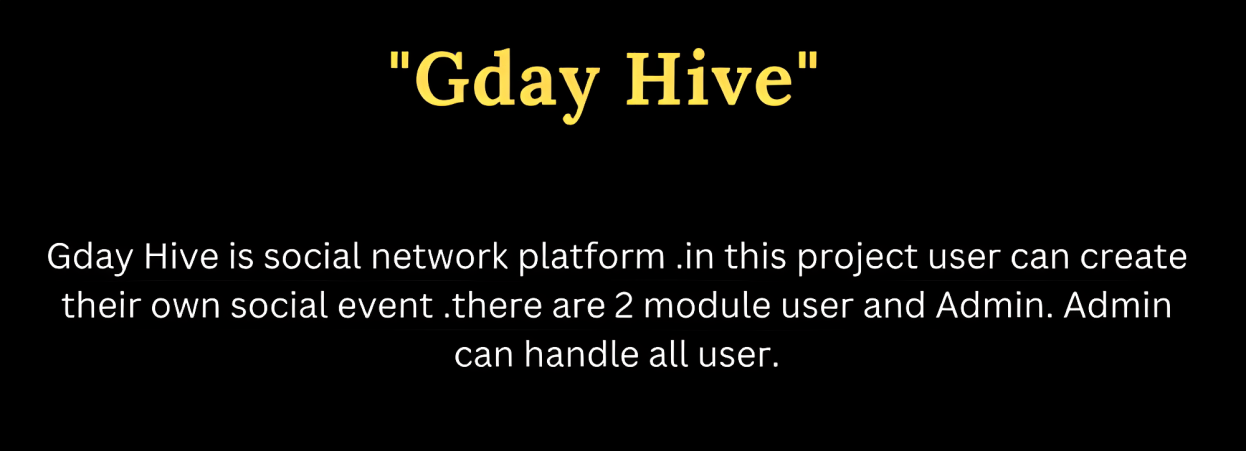 "Gday Hive"
Gday Hive is social network platform .in this project user can create
their own social event .there are 2 module user and Admin. Admin
can handle all user.